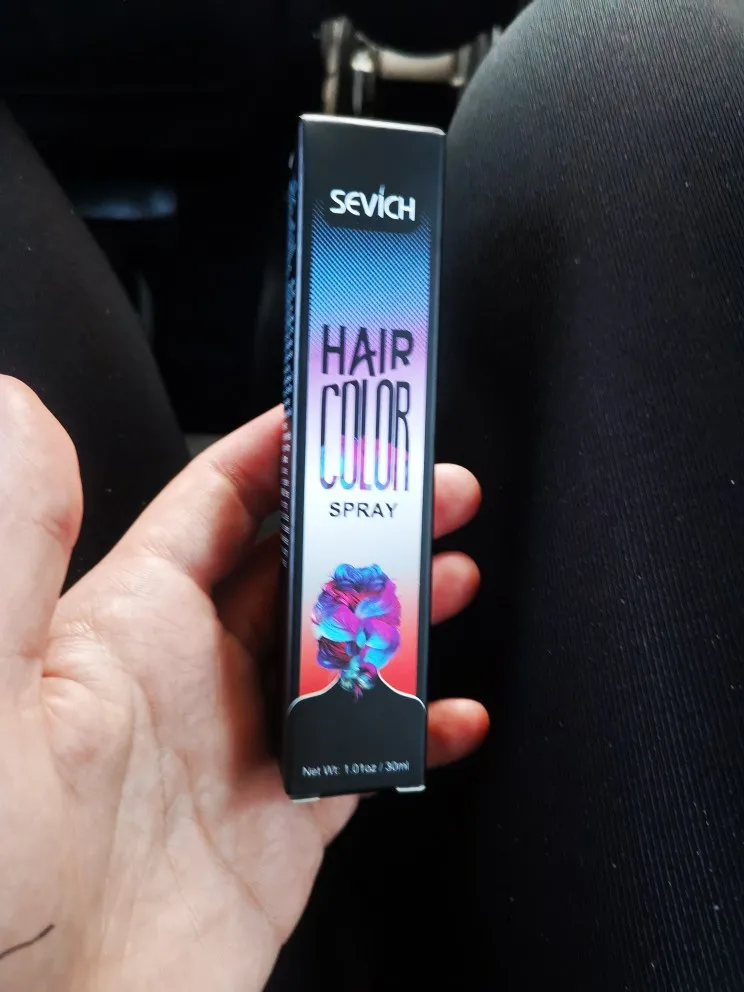 SEVICH
HAIR
COLOR
SPRAY
Net Wt: 1.01oz / 30ml